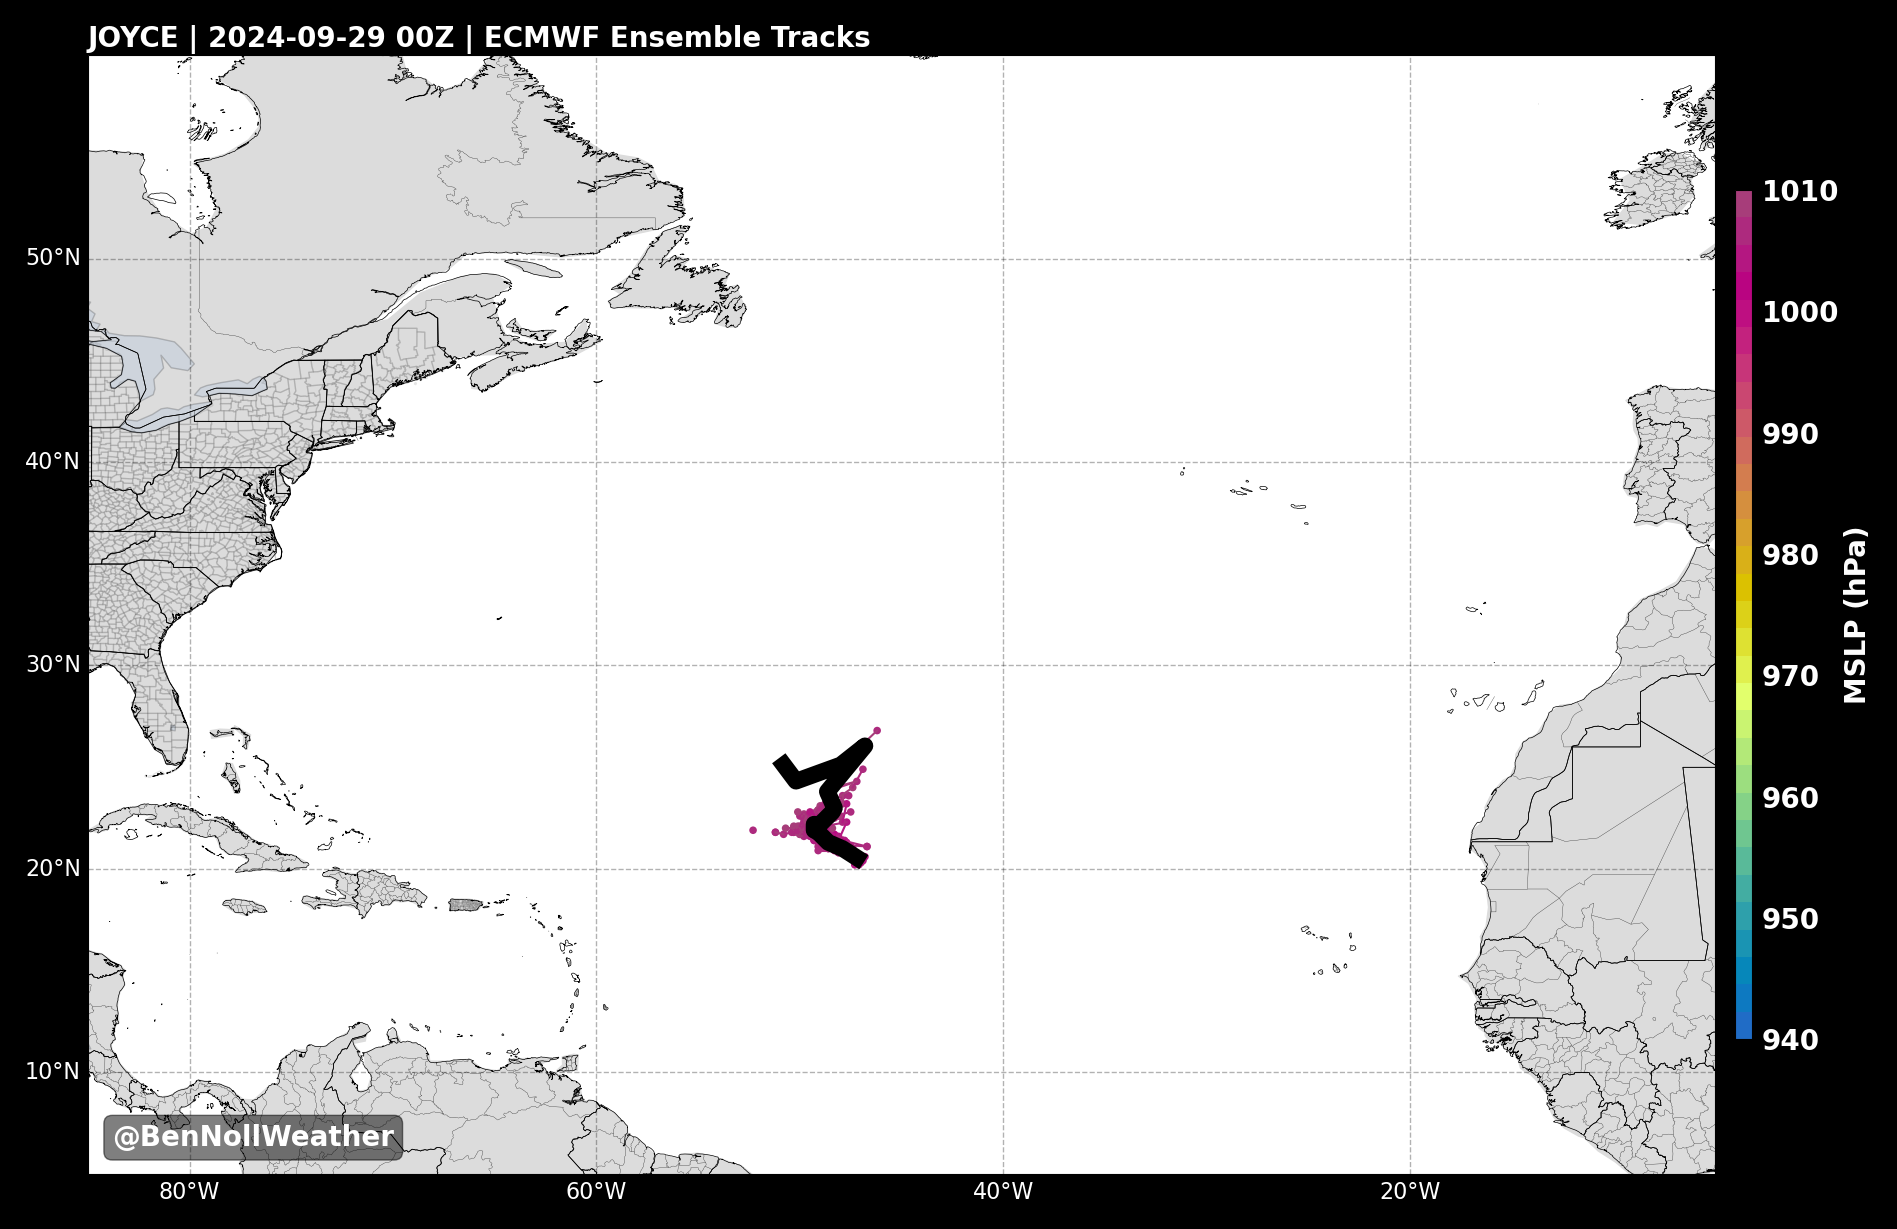 JOYCE | 2024-09-29 00Z | ECMWF Ensemble Tracks
50°N
40°N
30°N
20°N
10°N
80°W
60°W
40°W
20°W
1010
1000
990
980
970
960
950
940
MSLP (hPa)
@BenNollWeather